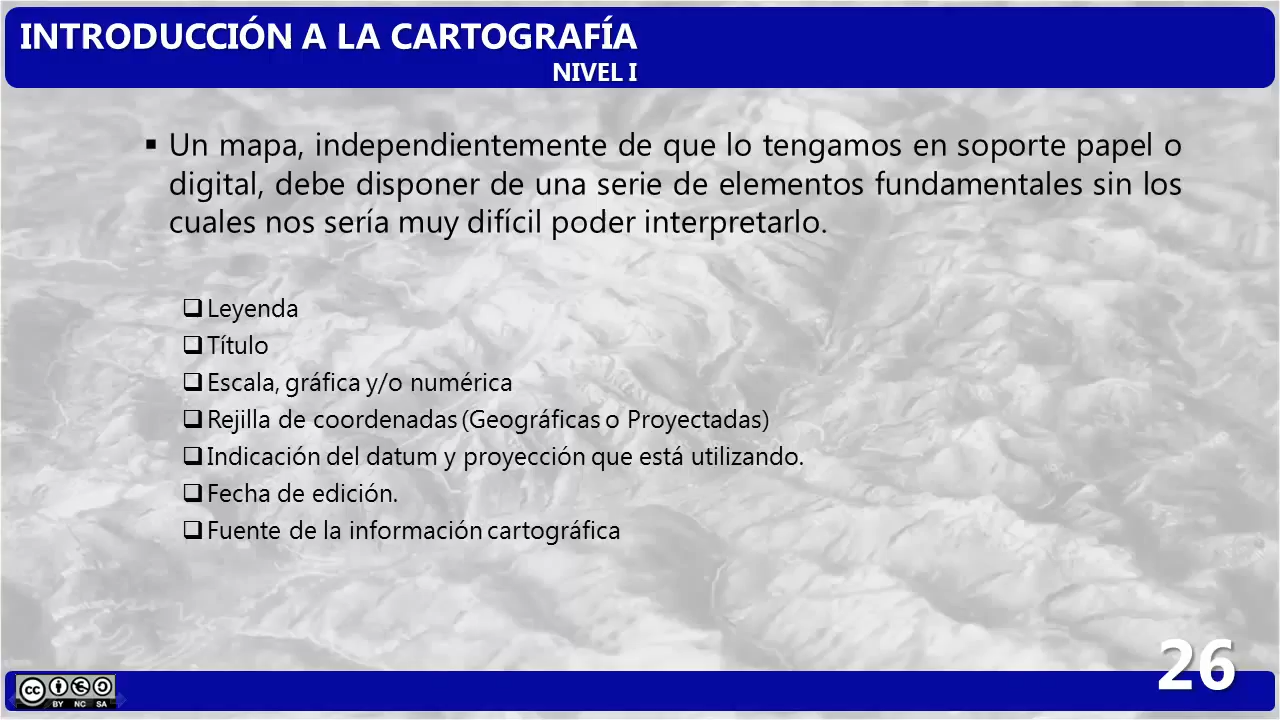 INTRODUCCIÓN A LA CARTOGRAFÍA
NIVEL I
Un mapa, independientemente de que lo tengamos en soporte papel o
digital, debe disponer de una serie de elementos fundamentales sin los
cuales nos sería muy difícil poder interpretarlo.
Leyenda
Título
Escala, gráfica y/o numérica
Rejilla de coordenadas (Geográficas o Proyectadas)
Indicación del datum y proyección que está utilizando.
Fecha de edición.
Fuente de la información cartográfica
26
cc
BY NC SA